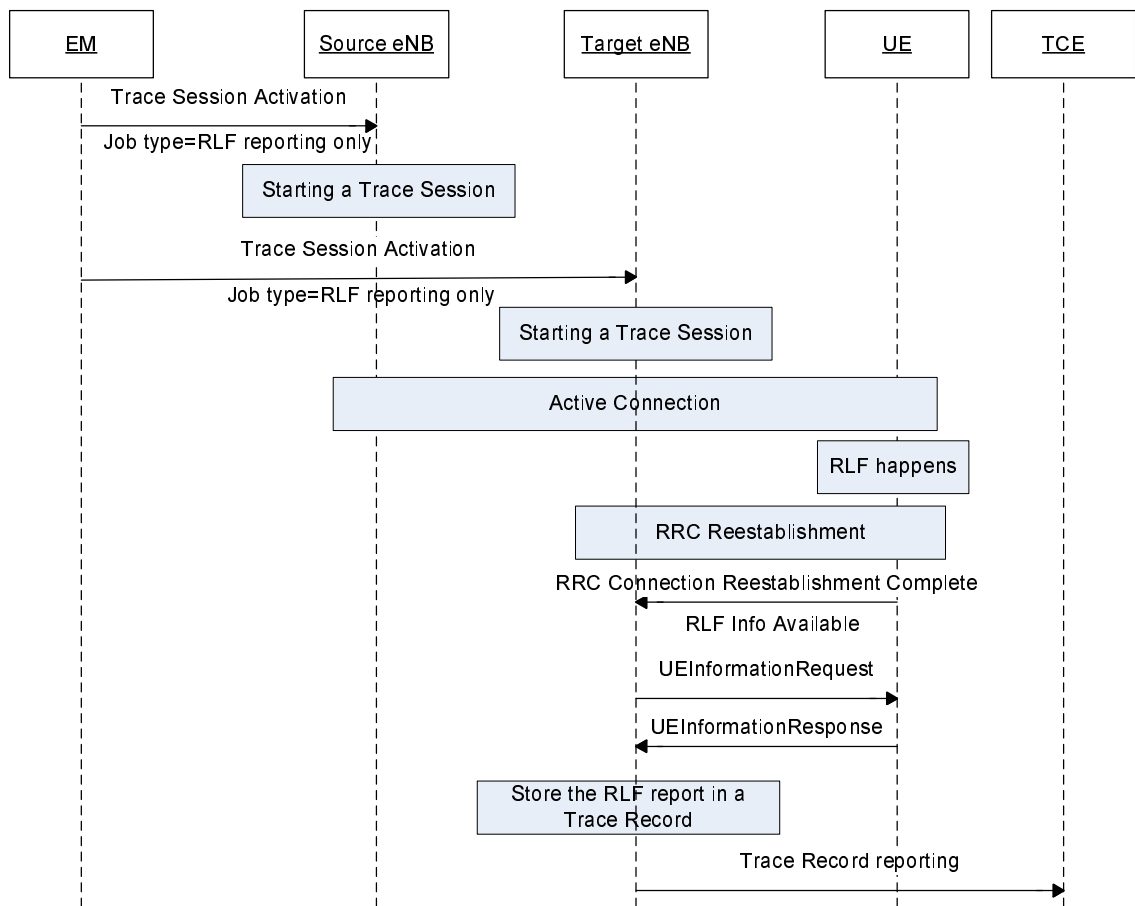 EM
Source eNB
Target eNB
UE
TCE
Trace Session Activation
Job type=RLF reporting only
Starting a Trace Session
Trace Session Activation
Job type=RLF reporting only
Starting a Trace Session
Active Connection
RLF happens
RRC Reestablishment
RRC Connection Reestablishment Complete
RLF Info Available
UEInformationRequest
UEInformationResponse
Store the RLF report in a
Trace Record
Trace Record reporting